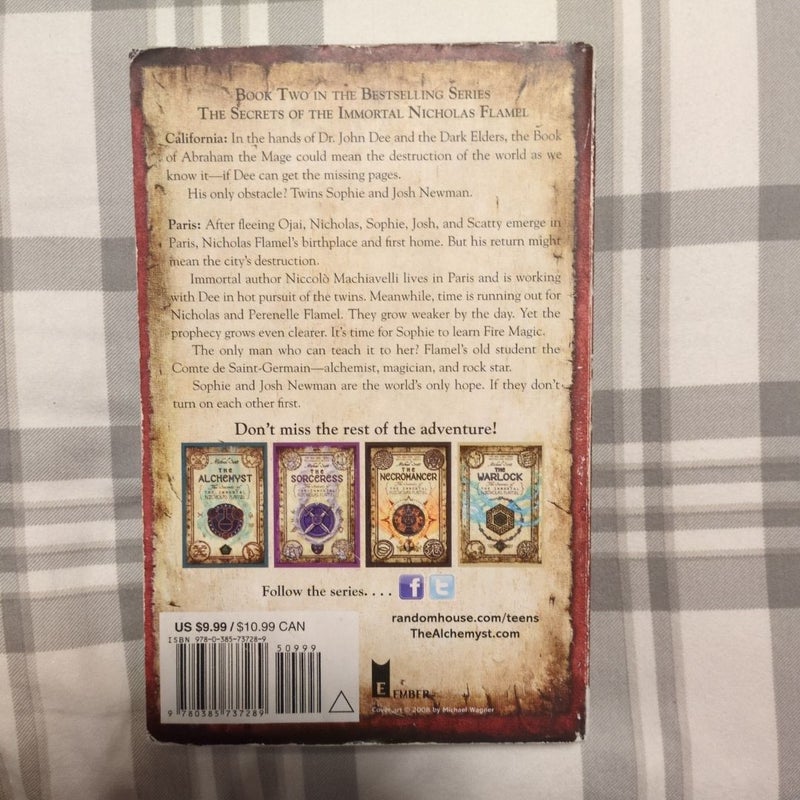 BOOK TWO IN THE BESTSELLING SERIES
THE SECRETS OF THE IMMORTAL NICHOLAS FLAMEL
California: In the hands of Dr. John Dee and the Dark Elders, the Book
of Abraham the Mage could mean the destruction of the world as we
know it—if Dee can get the missing pages.
His only obstacle? Twins Sophie and Josh Newman.
Paris: After fleeing Ojai, Nicholas, Sophie, Josh, and Scatty emerge in
Paris, Nicholas Flamel's birthplace and first home. But his return might
mean the city's destruction.
Immortal author Niccolò Machiavelli lives in Paris and is working
with Dee in hot pursuit of the twins. Meanwhile, time is running out for
Nicholas and Perenelle Flamel. They grow weaker by the day. Yet the
prophecy grows even clearer. It's time for Sophie to learn Fire Magic.
The only man who can teach it to her? Flamel's old student the
Comte de Saint-Germain—alchemist, magician, and rock star.
Sophie and Josh Newman are the world's only hope. If they don't
turn on each other first.
Don't miss the rest of the adventure!
THE
ALCHEMYST
THE
SORCERESS
THE
NECROMANCER
THE
WARLOCK
Follow the series. . . . f t
randomhouse.com/teens
TheAlchemyst.com
US $9.99 / $10.99 CAN
ISBN 978-0-385-73728-9
50999
9 780385 737289
E EMBER
Cover art © 2008 by Michael Wagner